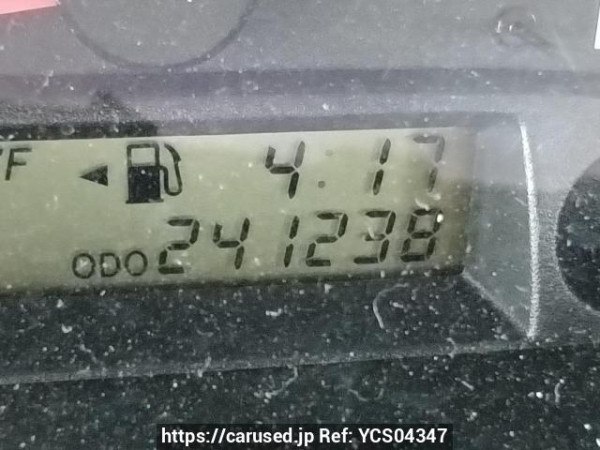 F 4:17
ODO 241238
https://carused.jp Ref: YCS04347